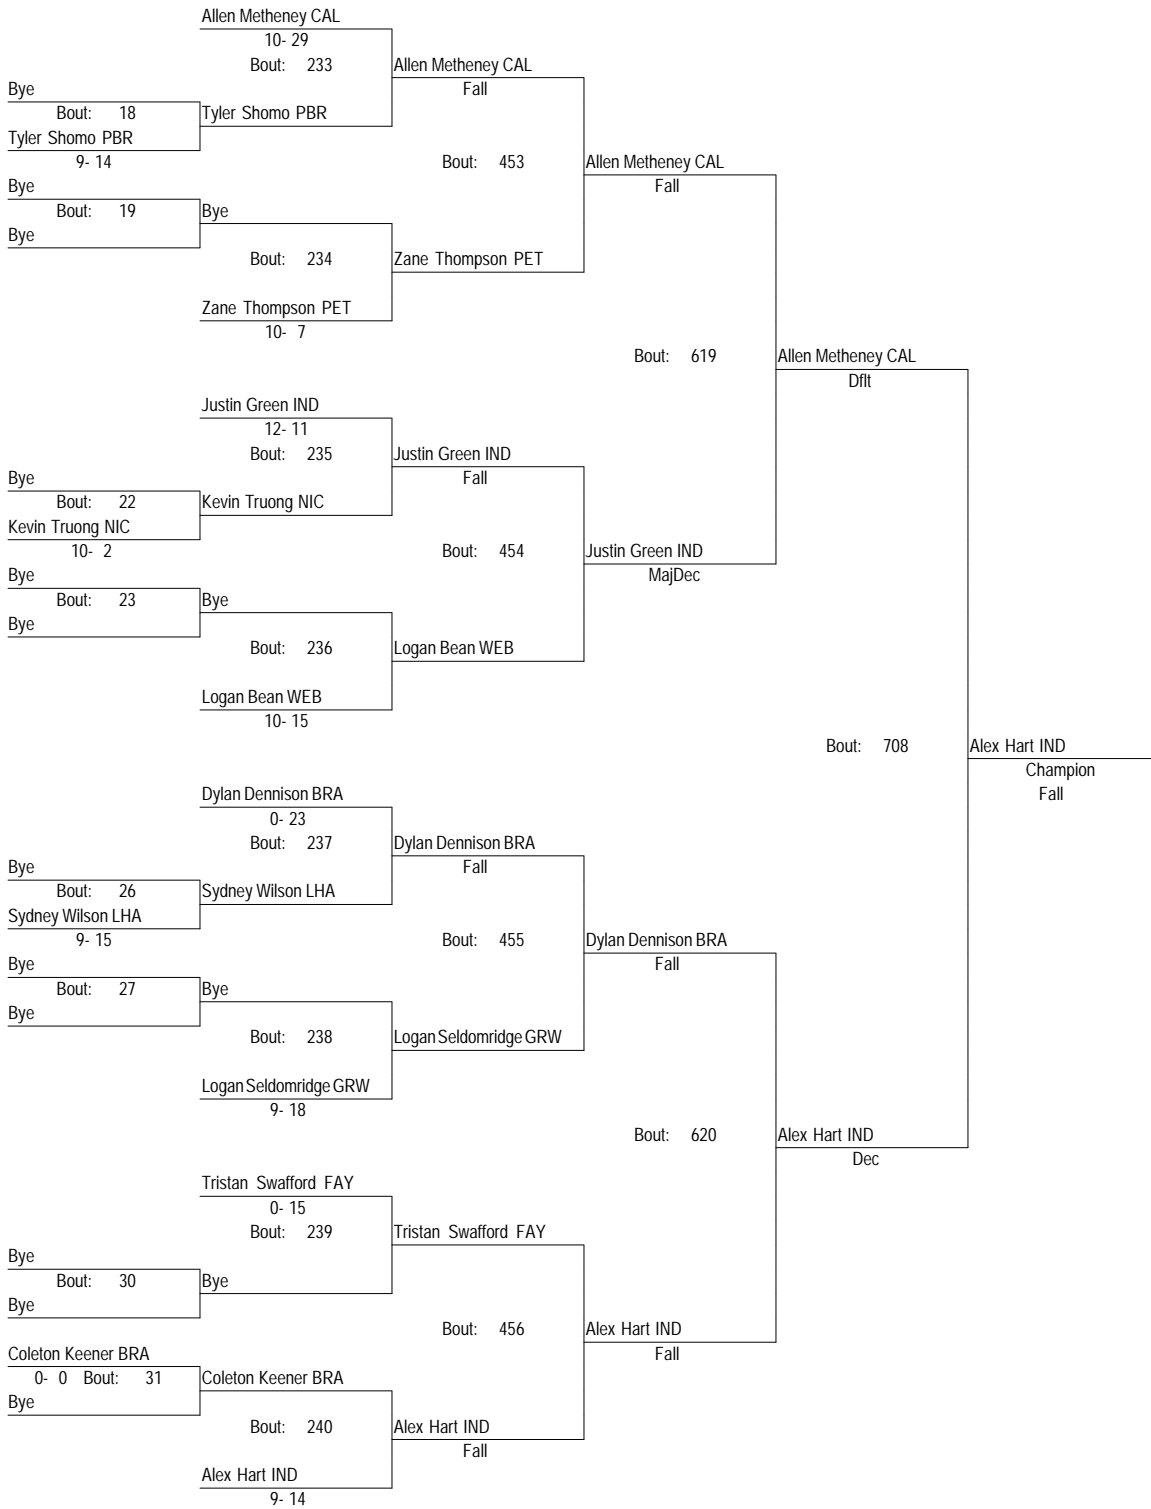 Allen Metheney CAL
10- 29
Bout: 233
Allen Metheney CAL
Bye
Fall
Bout: 18
Tyler Shomo PBR
Tyler Shomo PBR
9- 14
Bout: 453
Allen Metheney CAL
Bye
Fall
Bout: 19
Bye
Bye
Bout: 234
Zane Thompson PET
Zane Thompson PET
10- 7
Bout: 619
Allen Metheney CAL
Dflt
Justin Green IND
12- 11
Bout: 235
Justin Green IND
Bye
Fall
Bout: 22
Kevin Truong NIC
Kevin Truong NIC
10- 2
Bout: 454
Justin Green IND
Bye
MajDec
Bout: 23
Bye
Bye
Bout: 236
Logan Bean WEB
Logan Bean WEB
10- 15
Bout: 708
Alex Hart IND
Champion
Fall
Dylan Dennison BRA
0- 23
Bout: 237
Dylan Dennison BRA
Bye
Fall
Bout: 26
Sydney Wilson LHA
Sydney Wilson LHA
9- 15
Bout: 455
Dylan Dennison BRA
Bye
Fall
Bout: 27
Bye
Bye
Bout: 238
Logan Seldomridge GRW
Logan Seldomridge GRW
9- 18
Bout: 620
Alex Hart IND
Dec
Tristan Swafford FAY
0- 15
Bout: 239
Tristan Swafford FAY
Bye
Bout: 30
Bye
Bye
Bout: 456
Alex Hart IND
Fall
Coleton Keener BRA
0- 0 Bout: 31
Coleton Keener BRA
Bye
Bout: 240
Alex Hart IND
Fall
Alex Hart IND
9- 14